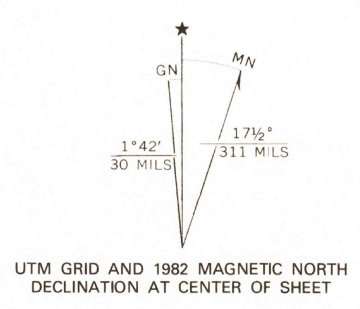 GN
MN
1°42'
30 MILS
17½°
311 MILS
UTM GRID AND 1982 MAGNETIC NORTH
DECLINATION AT CENTER OF SHEET